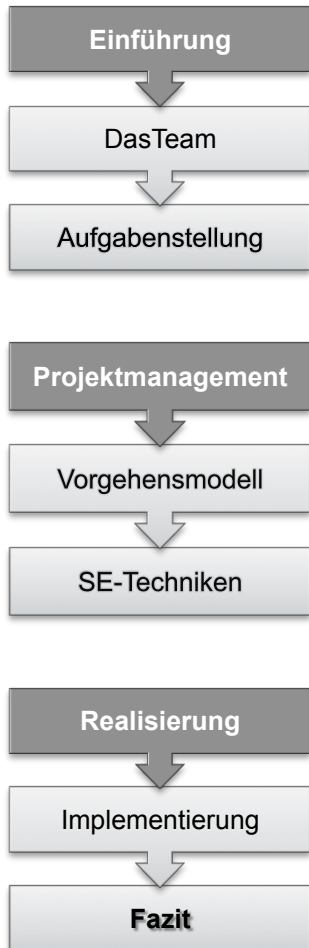 Einführung
DasTeam
Aufgabenstellung
Projektmanagement
Vorgehensmodell
SE-Techniken
Realisierung
Implementierung
Fazit